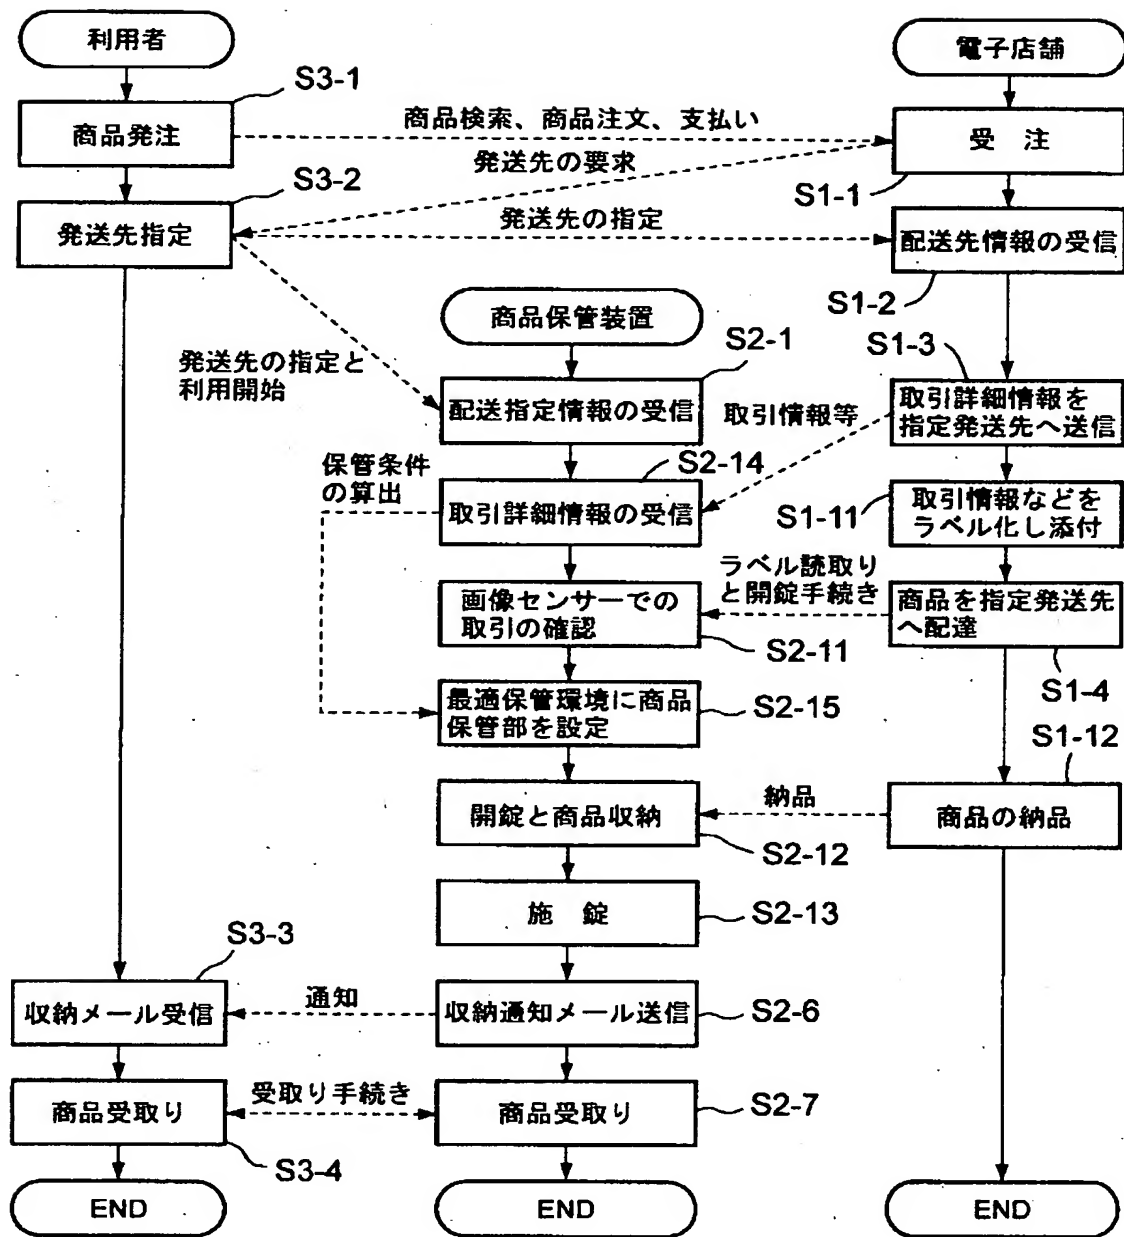 利用者
電子店舗
S3-1
商品発注
商品検索、商品注文、支払い
受 注
S1-1
発送先の要求
S3-2
発送先指定
発送先の指定
配送先情報の受信
S1-2
商品保管装置
発送先の指定と
利用開始
S2-1
配送指定情報の受信
S1-3
取引詳細情報を
指定発送先へ送信
取引情報等
保管条件
の算出
S2-14
取引詳細情報の受信
S1-11
取引情報などを
ラベル化し添付
ラベル読取り
と開錠手続き
画像センサーでの
取引の確認
S2-11
商品を指定発送先
へ配達
S1-4
最適保管環境に商品
保管部を設定
S2-15
S1-12
開錠と商品収納
納品
商品の納品
S2-12
施 錠
S2-13
S3-3
収納メール受信
通知
収納通知メール送信
S2-6
商品受取り
受取り手続き
商品受取り
S2-7
S3-4
END
END
END